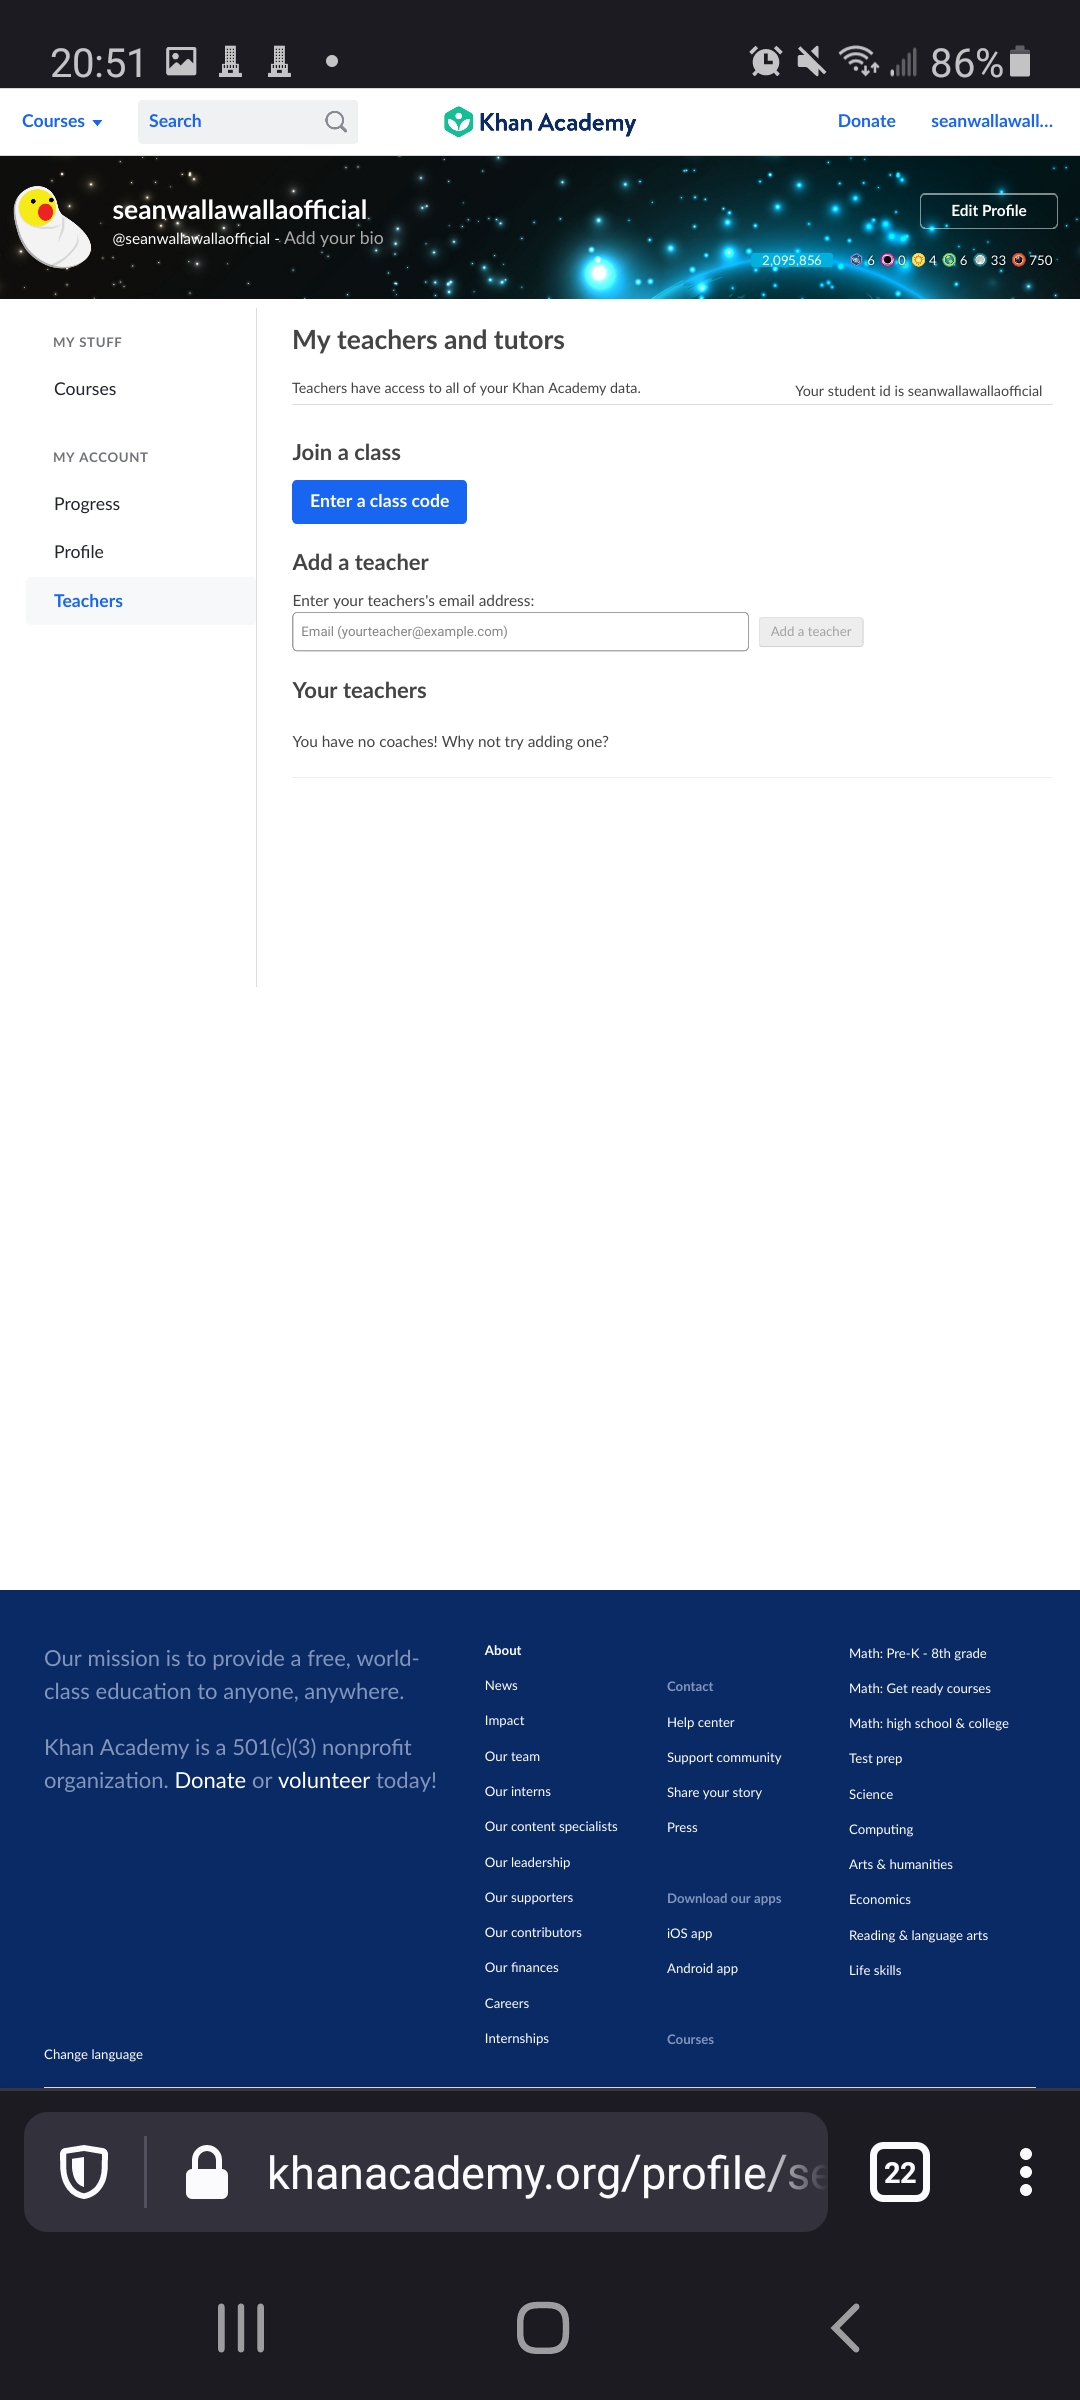 20:51
86%
Courses
Search
Khan Academy
Donate
seanwallawall...
seanwallawallaofficial
@seanwallawallaofficial - Add your bio
Edit Profile
2,095,856 6 0 4 6 33 750
MY STUFF
Courses
MY ACCOUNT
Progress
Profile
Teachers
My teachers and tutors
Teachers have access to all of your Khan Academy data.
Your student id is seanwallawallaofficial
Join a class
Enter a class code
Add a teacher
Enter your teachers's email address:
Email (yourteacher@example.com)
Add a teacher
Your teachers
You have no coaches! Why not try adding one?
Our mission is to provide a free, world-
class education to anyone, anywhere.
Khan Academy is a 501(c)(3) nonprofit
organization. Donate or volunteer today!
Change language
About
News
Impact
Our team
Our interns
Our content specialists
Our leadership
Our supporters
Our contributors
Our finances
Careers
Internships
Contact
Help center
Support community
Share your story
Press
Download our apps
iOS app
Android app
Courses
Math: Pre-K - 8th grade
Math: Get ready courses
Math: high school & college
Test prep
Science
Computing
Arts & humanities
Economics
Reading & language arts
Life skills
khanacademy.org/profile/se
22